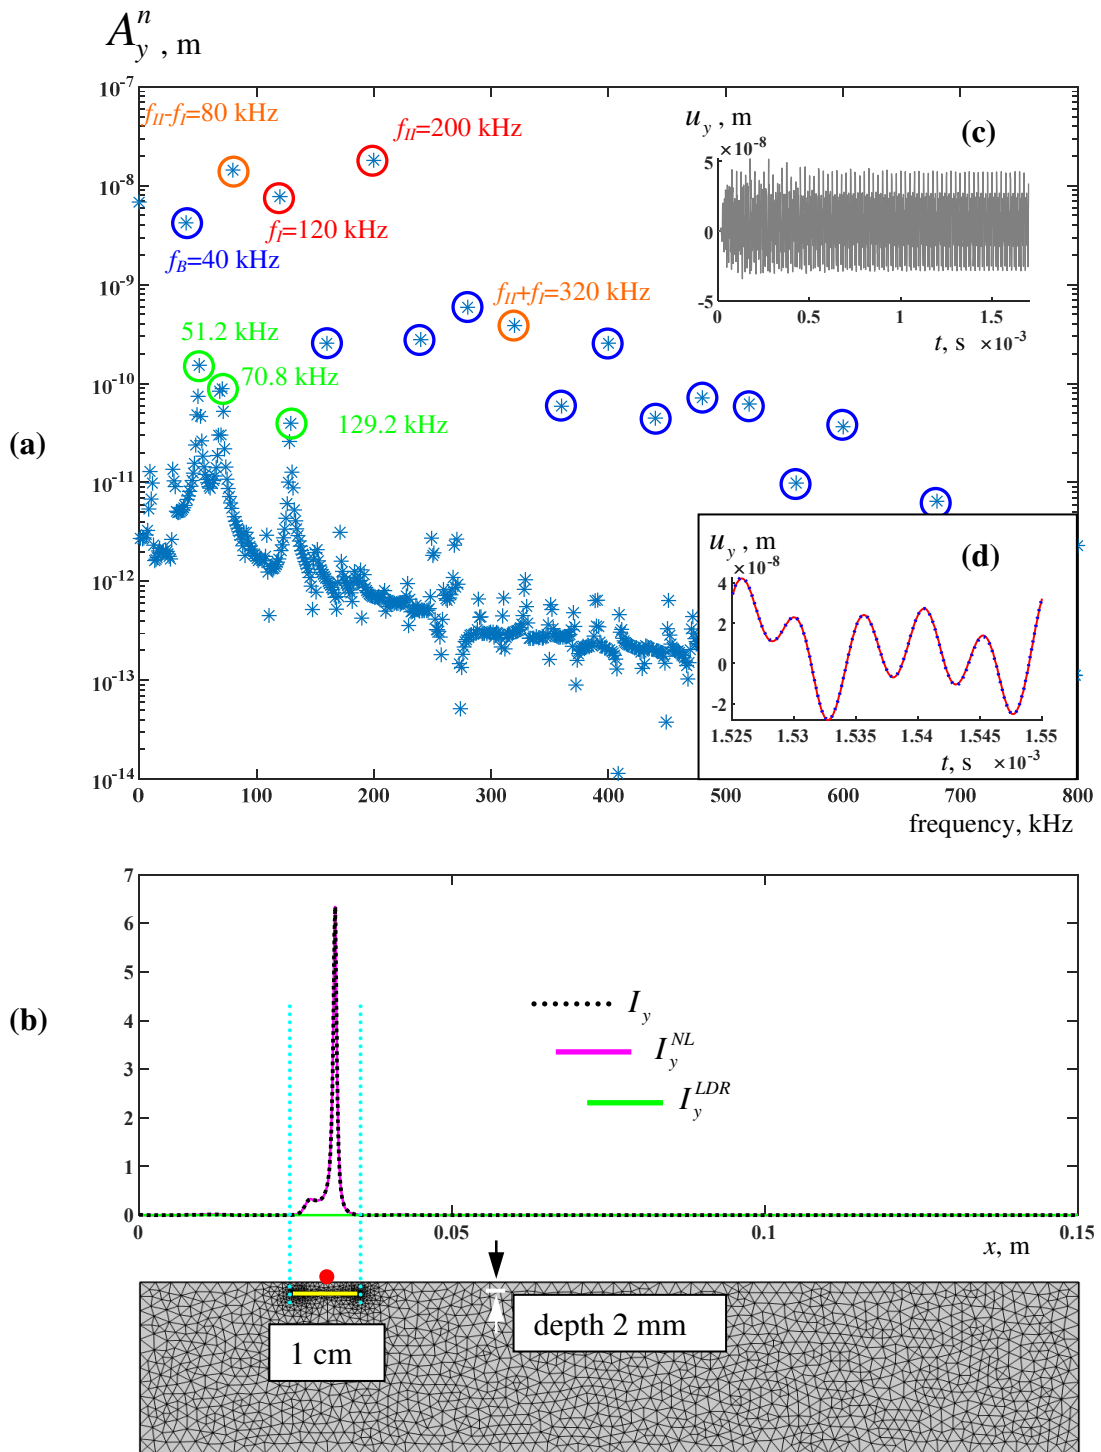 A_y^n , m
10^-7
10^-8
10^-9
10^-10
10^-11
10^-12
10^-13
10^-14
(a)
f_II-f_I=80 kHz
f_II=200 kHz
f_I=120 kHz
f_B=40 kHz
f_II+f_I=320 kHz
51.2 kHz
70.8 kHz
129.2 kHz
u_y , m
×10^-8
(c)
5
0
-5
0 0.5 1 1.5
t, s ×10^-3
u_y , m
×10^-8
(d)
4
2
0
-2
1.525 1.53 1.535 1.54 1.545 1.55
t, s ×10^-3
0 100 200 300 400 500 600 700 800
frequency, kHz
7
6
5
4
3
2
1
0
(b)
I_y
I_y^NL
I_y^LDR
0 0.05 0.1 0.15
x, m
1 cm
depth 2 mm